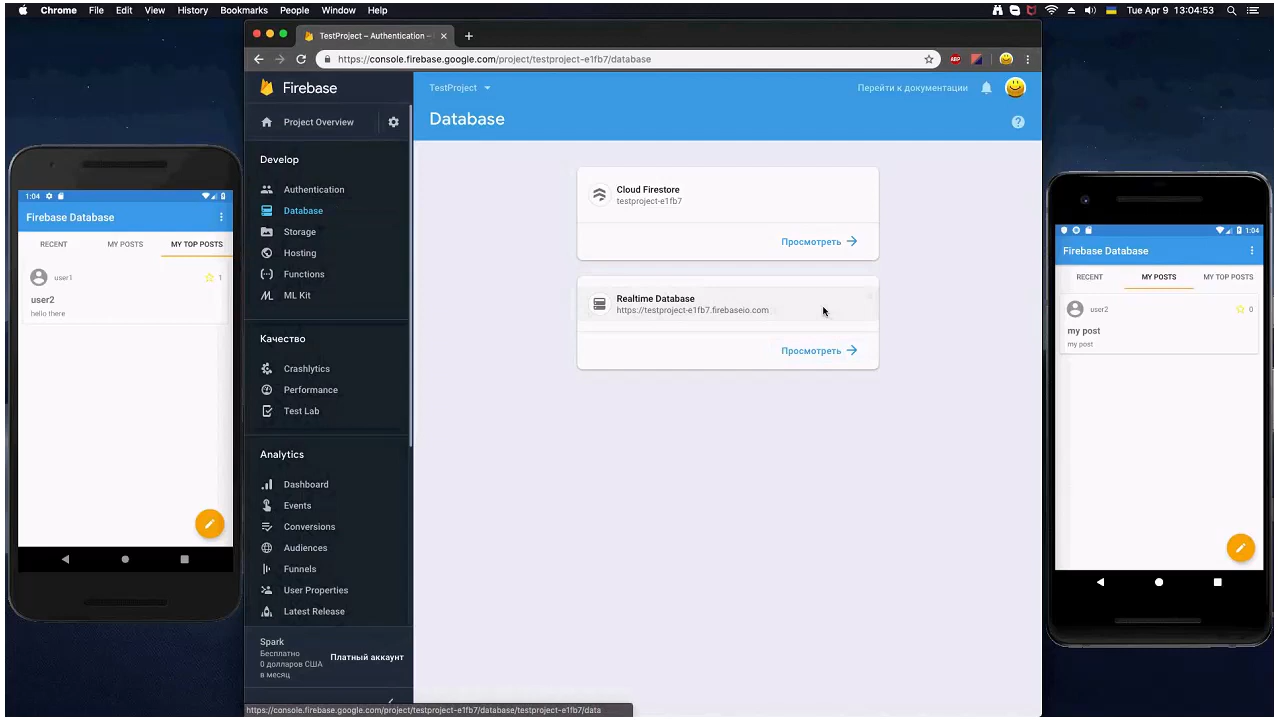 Chrome File Edit View History Bookmarks People Window Help Tue Apr 9 13:04:53
TestProject – Authentication –
https://console.firebase.google.com/project/testproject-e1fb7/database
ABP
Firebase
Project Overview
Develop
Authentication
Database
Storage
Hosting
Functions
ML Kit
Качество
Crashlytics
Performance
Test Lab
Analytics
Dashboard
Events
Conversions
Audiences
Funnels
User Properties
Latest Release
Spark
Бесплатно
0 долларов США
в месяц
Платный аккаунт
https://console.firebase.google.com/project/testproject-e1fb7/database/testproject-e1fb7/data
TestProject
Перейти к документации
Database
Cloud Firestore
testproject-e1fb7
Просмотреть
Realtime Database
https://testproject-e1fb7.firebaseio.com
Просмотреть
1:04
Firebase Database
RECENT MY POSTS MY TOP POSTS
user1 1
user2
hello there
1:04
Firebase Database
RECENT MY POSTS MY TOP POSTS
user2 0
my post
my post